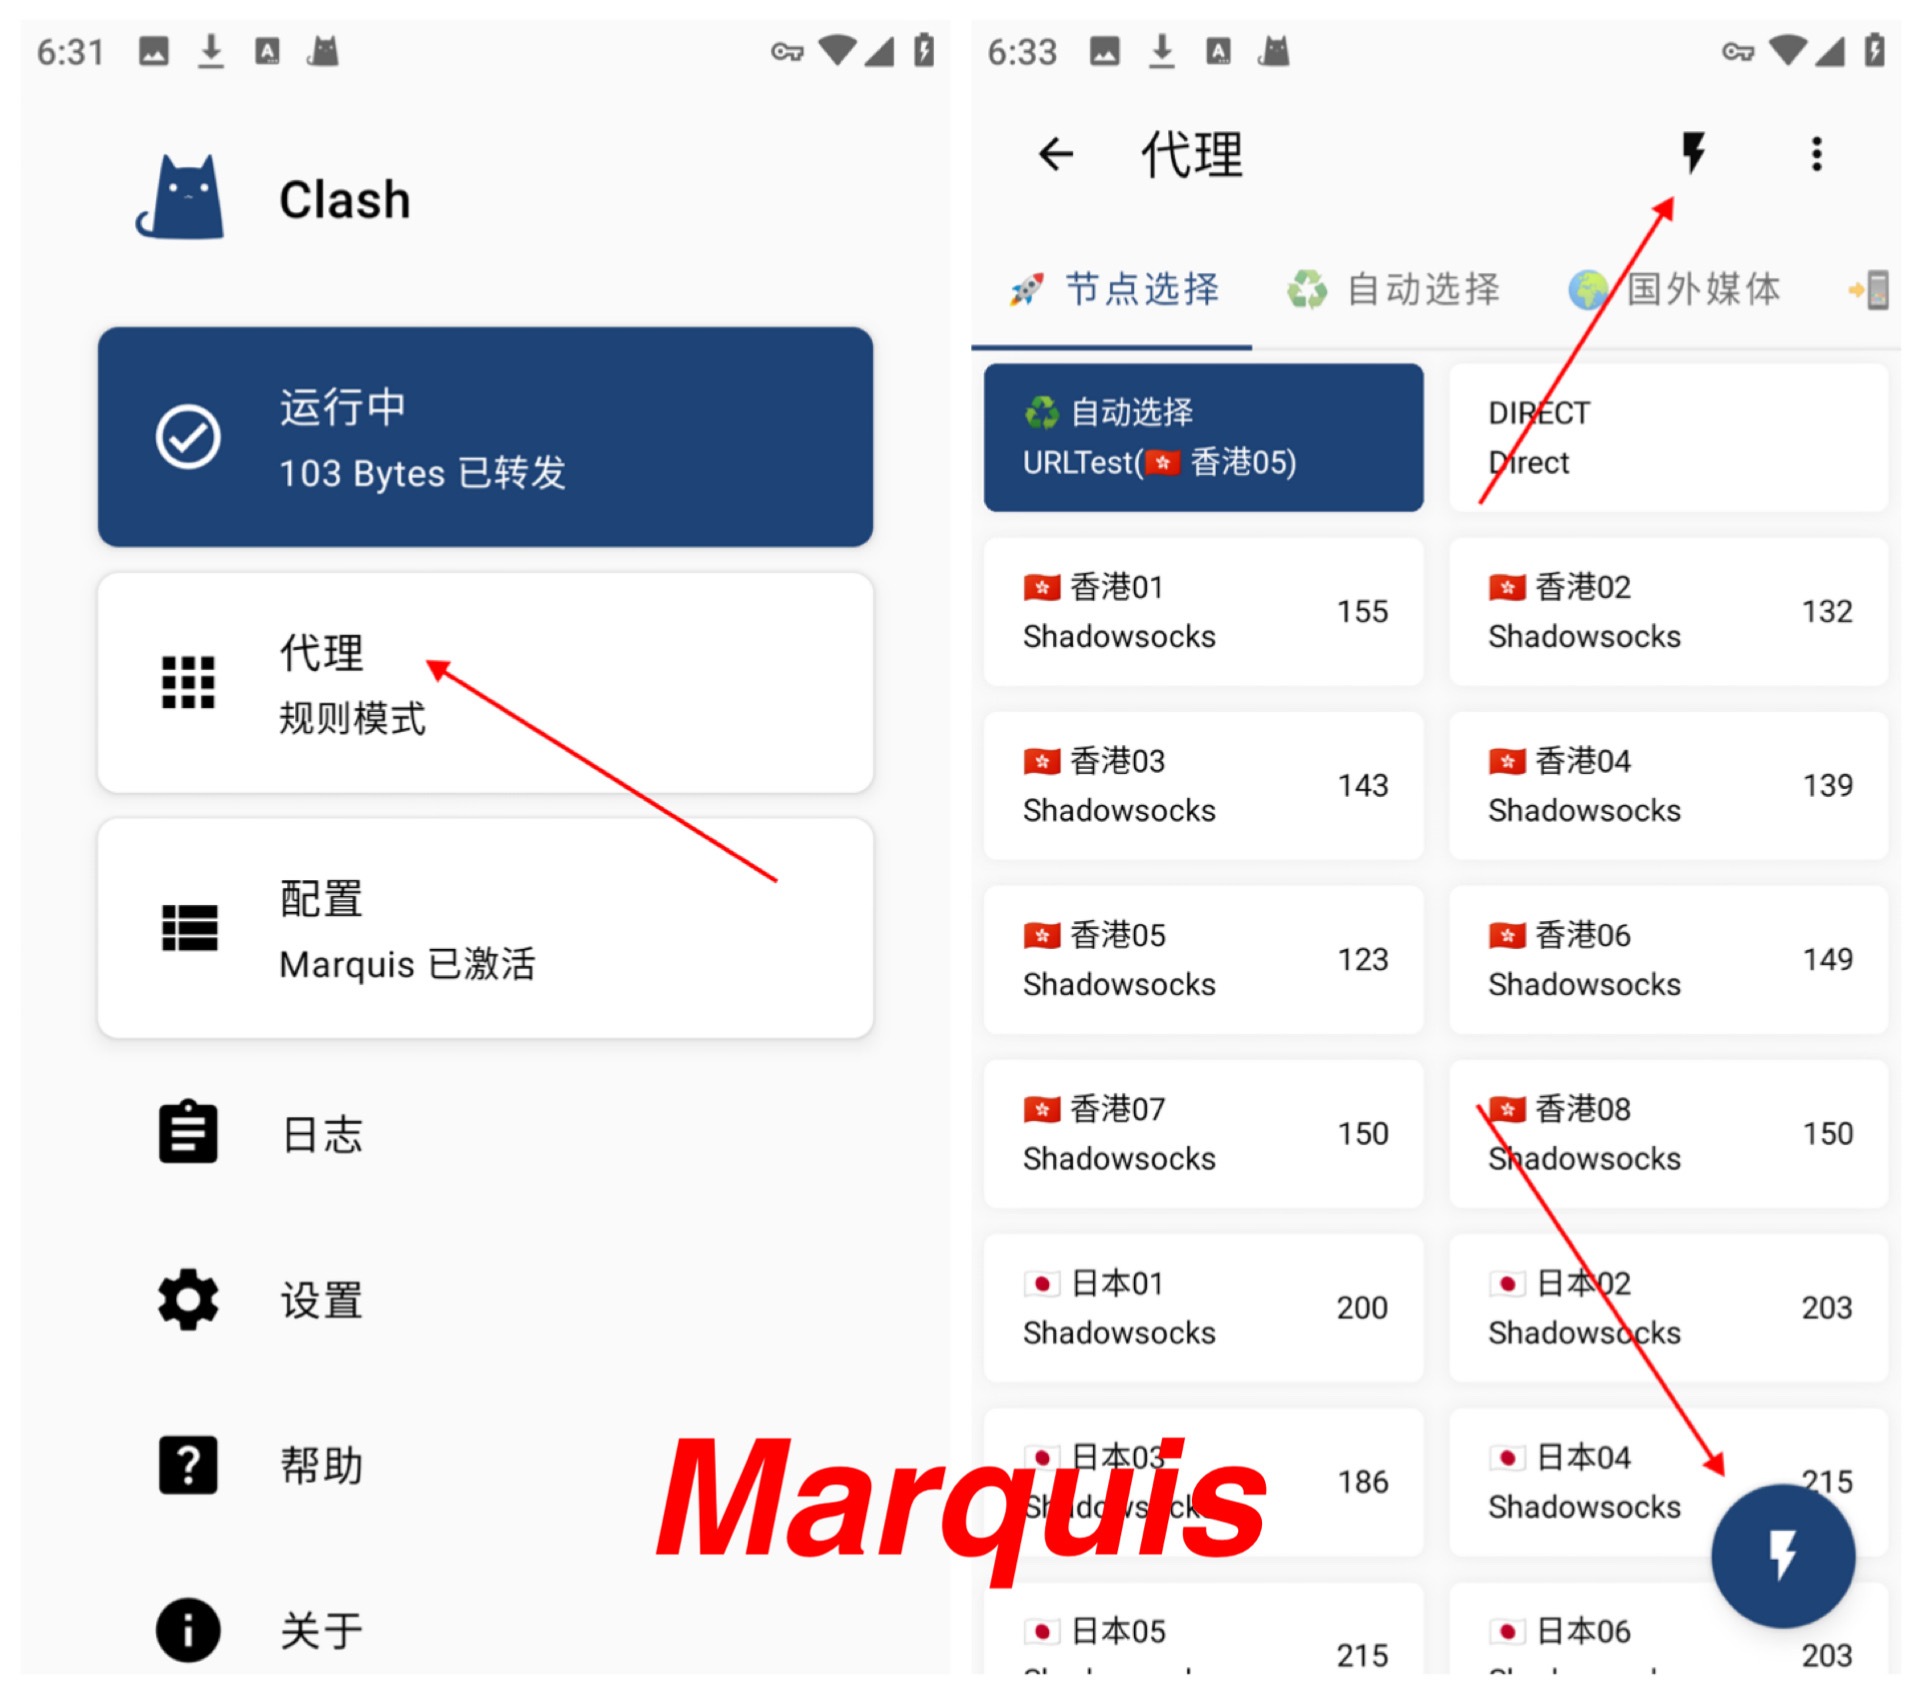 6:31
Clash
运行中
103 Bytes 已转发
代理
规则模式
配置
Marquis 已激活
日志
设置
帮助
关于
6:33
代理
节点选择 自动选择 国外媒体
自动选择
URLTest(🇭🇰 香港05)
DIRECT
Direct
香港01
Shadowsocks
155
香港02
Shadowsocks
132
香港03
Shadowsocks
143
香港04
Shadowsocks
139
香港05
Shadowsocks
123
香港06
Shadowsocks
149
香港07
Shadowsocks
150
香港08
Shadowsocks
150
日本01
Shadowsocks
200
日本02
Shadowsocks
203
日本03
Shadowsocks
186
日本04
Shadowsocks
215
日本05
215
日本06
203
Marquis